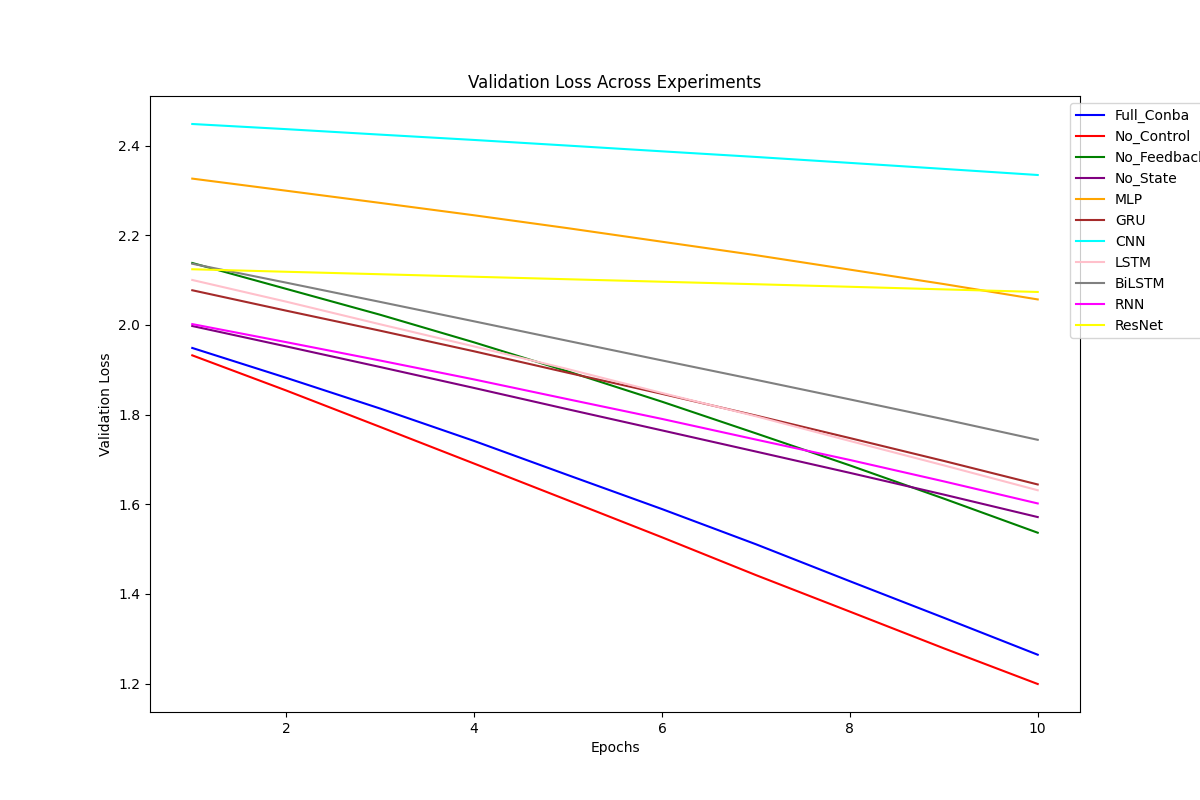 Validation Loss Across Experiments
Validation Loss
2.4
2.2
2.0
1.8
1.6
1.4
1.2
2 4 6 8 10
Epochs
Full_Conba
No_Control
No_Feedbac
No_State
MLP
GRU
CNN
LSTM
BiLSTM
RNN
ResNet